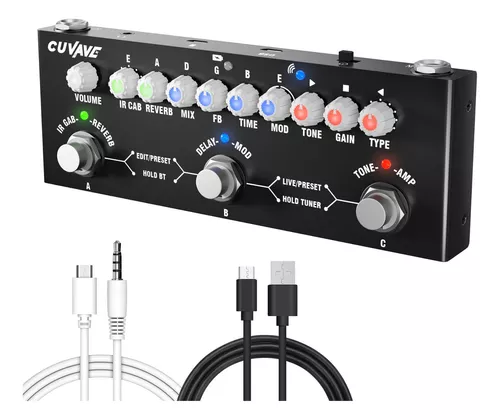 CUVAVE
E A D G B E
VOLUME IR CAB REVERB MIX FB TIME MOD TONE GAIN TYPE
IR GAB REVERB
EDIT/PRESET
HOLD BT
DELAY MOD
LIVE/PRESET
HOLD TUNER
TONE AMP
A B C